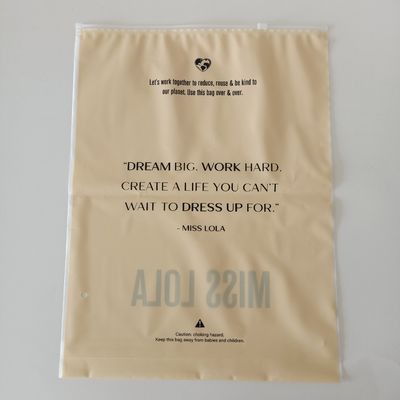 Let's work together to reduce, reuse & be kind to
our planet. Use this bag over & over.
"DREAM BIG. WORK HARD.
CREATE A LIFE YOU CAN'T
WAIT TO DRESS UP FOR."
- MISS LOLA
MISS LOLA
Caution: choking hazard.
Keep this bag away from babies and children.